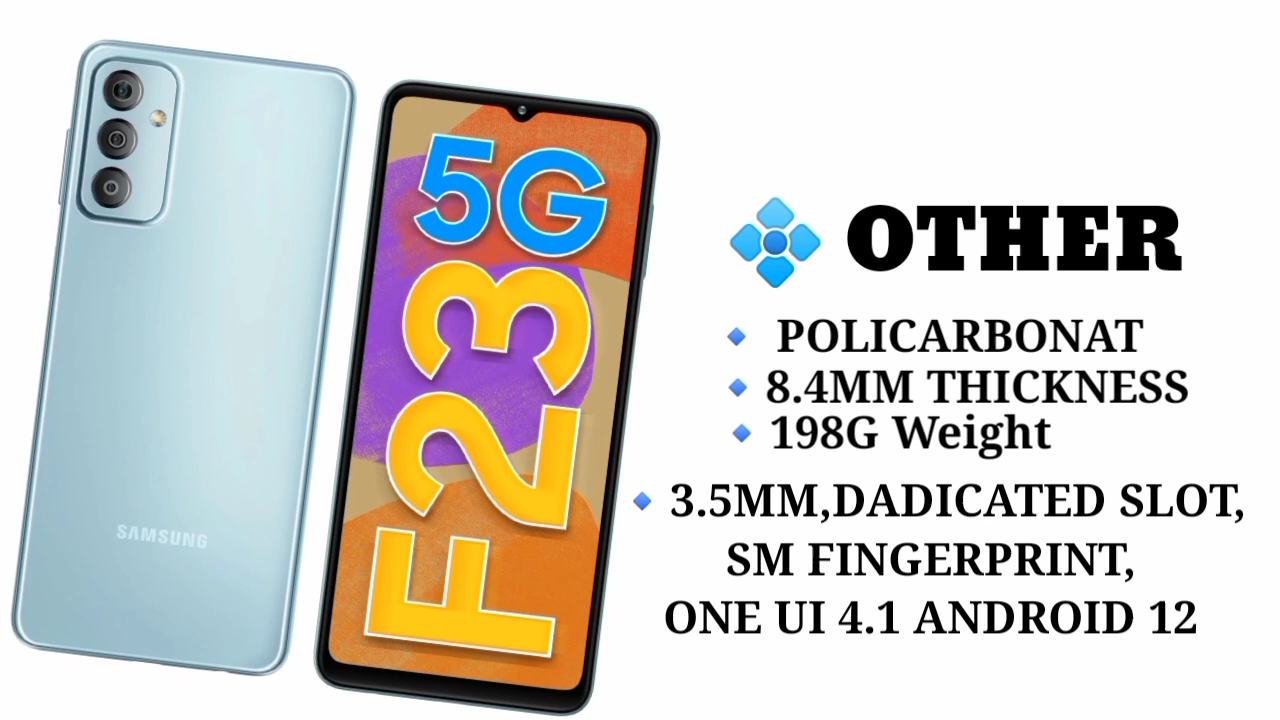 SAMSUNG
5G
F23
OTHER
POLICARBONAT
8.4MM THICKNESS
198G Weight
3.5MM,DADICATED SLOT,
SM FINGERPRINT,
ONE UI 4.1 ANDROID 12